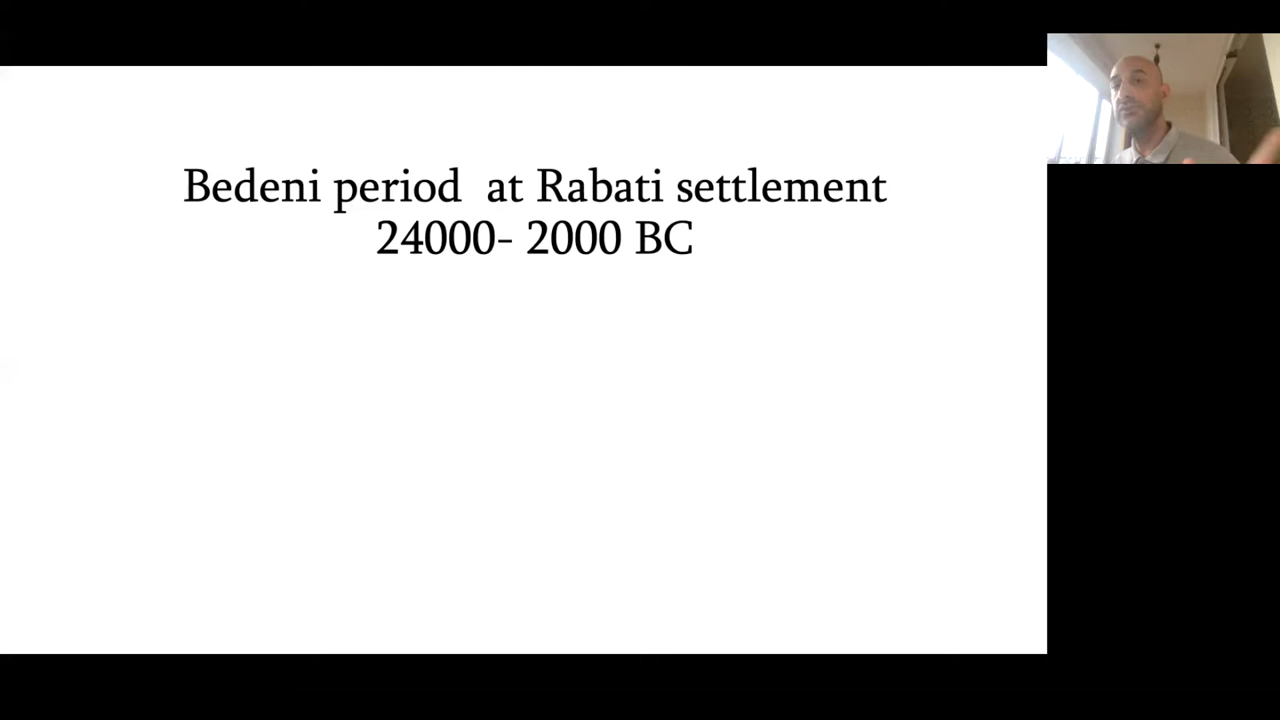 Bedeni period  at Rabati settlement
24000- 2000 BC